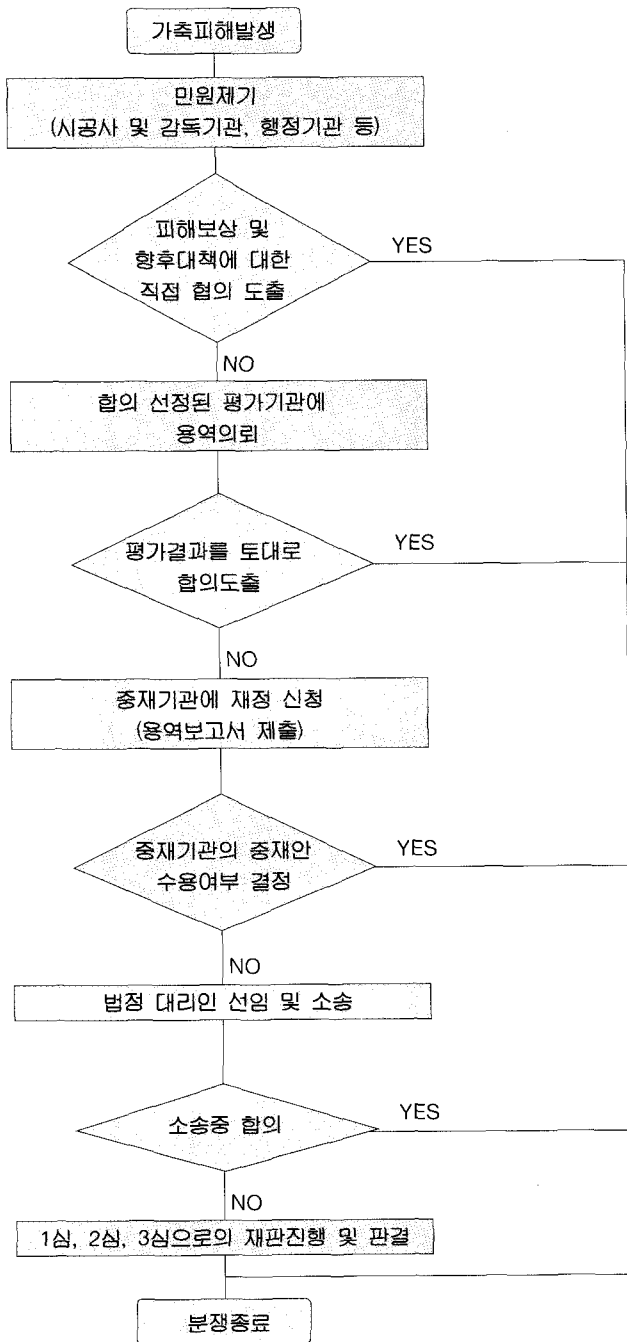 가축피해발생
민원제기
(시공사 및 감독기관, 행정기관 등)
피해보상 및
향후대책에 대한
직접 협의 도출
YES
NO
합의 선정된 평가기관에
용역의뢰
평가결과를 토대로
합의도출
YES
NO
중재기관에 재정 신청
(용역보고서 제출)
중재기관의 중재안
수용여부 결정
YES
NO
법정 대리인 선임 및 소송
소송중 합의
YES
NO
1심, 2심, 3심으로의 재판진행 및 판결
분쟁종료